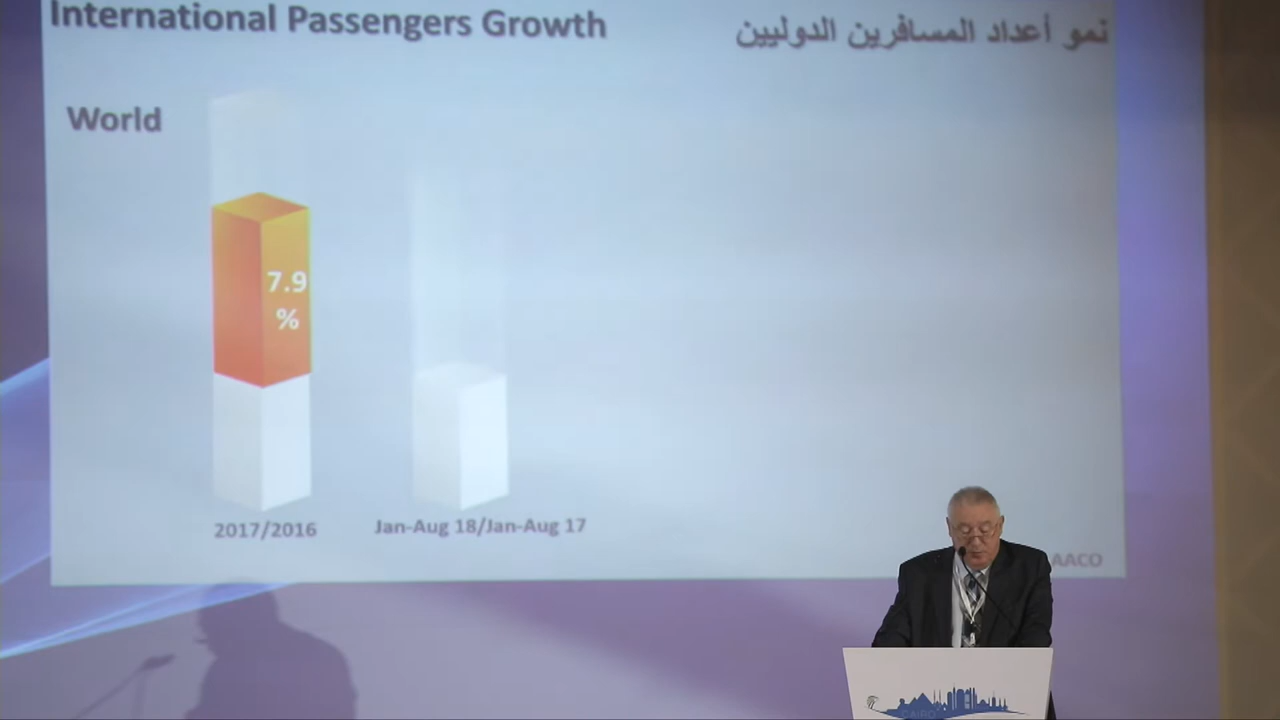 International Passengers Growth
نمو أعداد المسافرين الدوليين
World
7.9
%
2017/2016
Jan-Aug 18/Jan-Aug 17
AACO
CAIRO